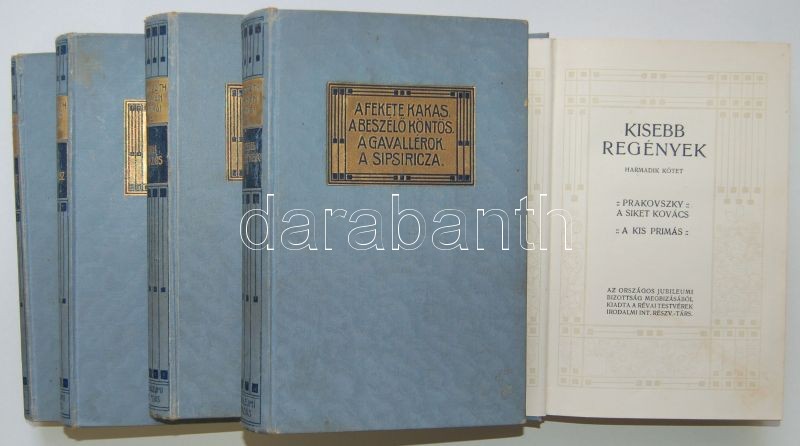 A FEKETE KAKAS.
A BESZÉLŐ KÖNTÖS.
A GAVALLÉROK.
A SIPSIRICZA.
KISEBB
REGÉNYEK
HARMADIK KÖTET
:: PRAKOVSZKY ::
A SIKET KOVÁCS
:: A KIS PRIMÁS ::
AZ ORSZÁGOS JUBILEUMI
BIZOTTSÁG MEGBIZÁSÁBÓL
KIADTA A RÉVAI TESTVÉREK
IRODALMI INT. RÉSZV.-TÁRS.
darabanth